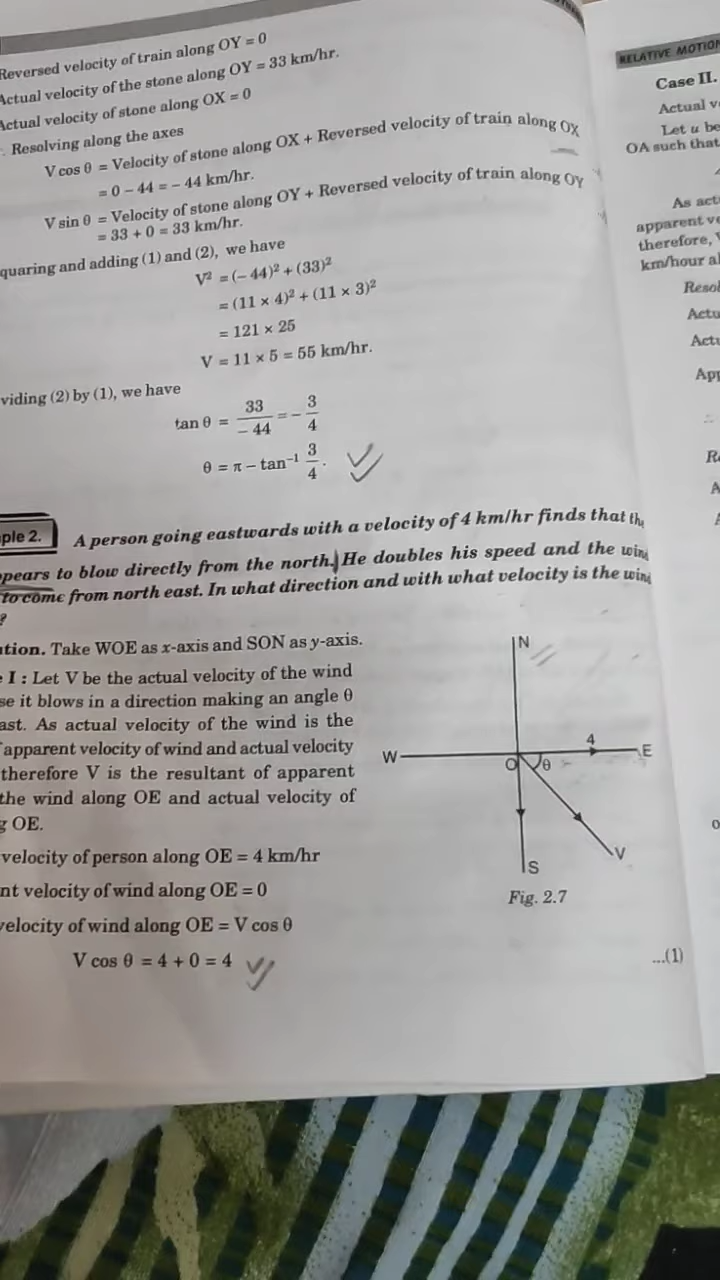 Reversed velocity of train along OY = 0
Actual velocity of the stone along OY = 33 km/hr.
Actual velocity of stone along OX = 0
Resolving along the axes
V cos θ = Velocity of stone along OX + Reversed velocity of train along OX
= 0 – 44 = – 44 km/hr.
V sin θ = Velocity of stone along OY + Reversed velocity of train along OY
= 33 + 0 = 33 km/hr.
quaring and adding (1) and (2), we have
V² = (– 44)² + (33)²
= (11 × 4)² + (11 × 3)²
= 121 × 25
V = 11 × 5 = 55 km/hr.
viding (2) by (1), we have
tan θ = 33/– 44 = – 3/4
θ = π – tan⁻¹ 3/4.
ple 2. A person going eastwards with a velocity of 4 km/hr finds that the
pears to blow directly from the north. He doubles his speed and the wind
to come from north east. In what direction and with what velocity is the wind
?
tion. Take WOE as x-axis and SON as y-axis.
I : Let V be the actual velocity of the wind
se it blows in a direction making an angle θ
ast. As actual velocity of the wind is the
apparent velocity of wind and actual velocity
therefore V is the resultant of apparent
the wind along OE and actual velocity of
g OE.
velocity of person along OE = 4 km/hr
nt velocity of wind along OE = 0
velocity of wind along OE = V cos θ
V cos θ = 4 + 0 = 4 ...(1)
N
W
O
θ
4
E
S
V
Fig. 2.7
RELATIVE MOTION
Case II.
Actual v
Let u be
OA such that
As act
apparent ve
therefore,
km/hour al
Resol
Actu
Actu
App
∴
R
A